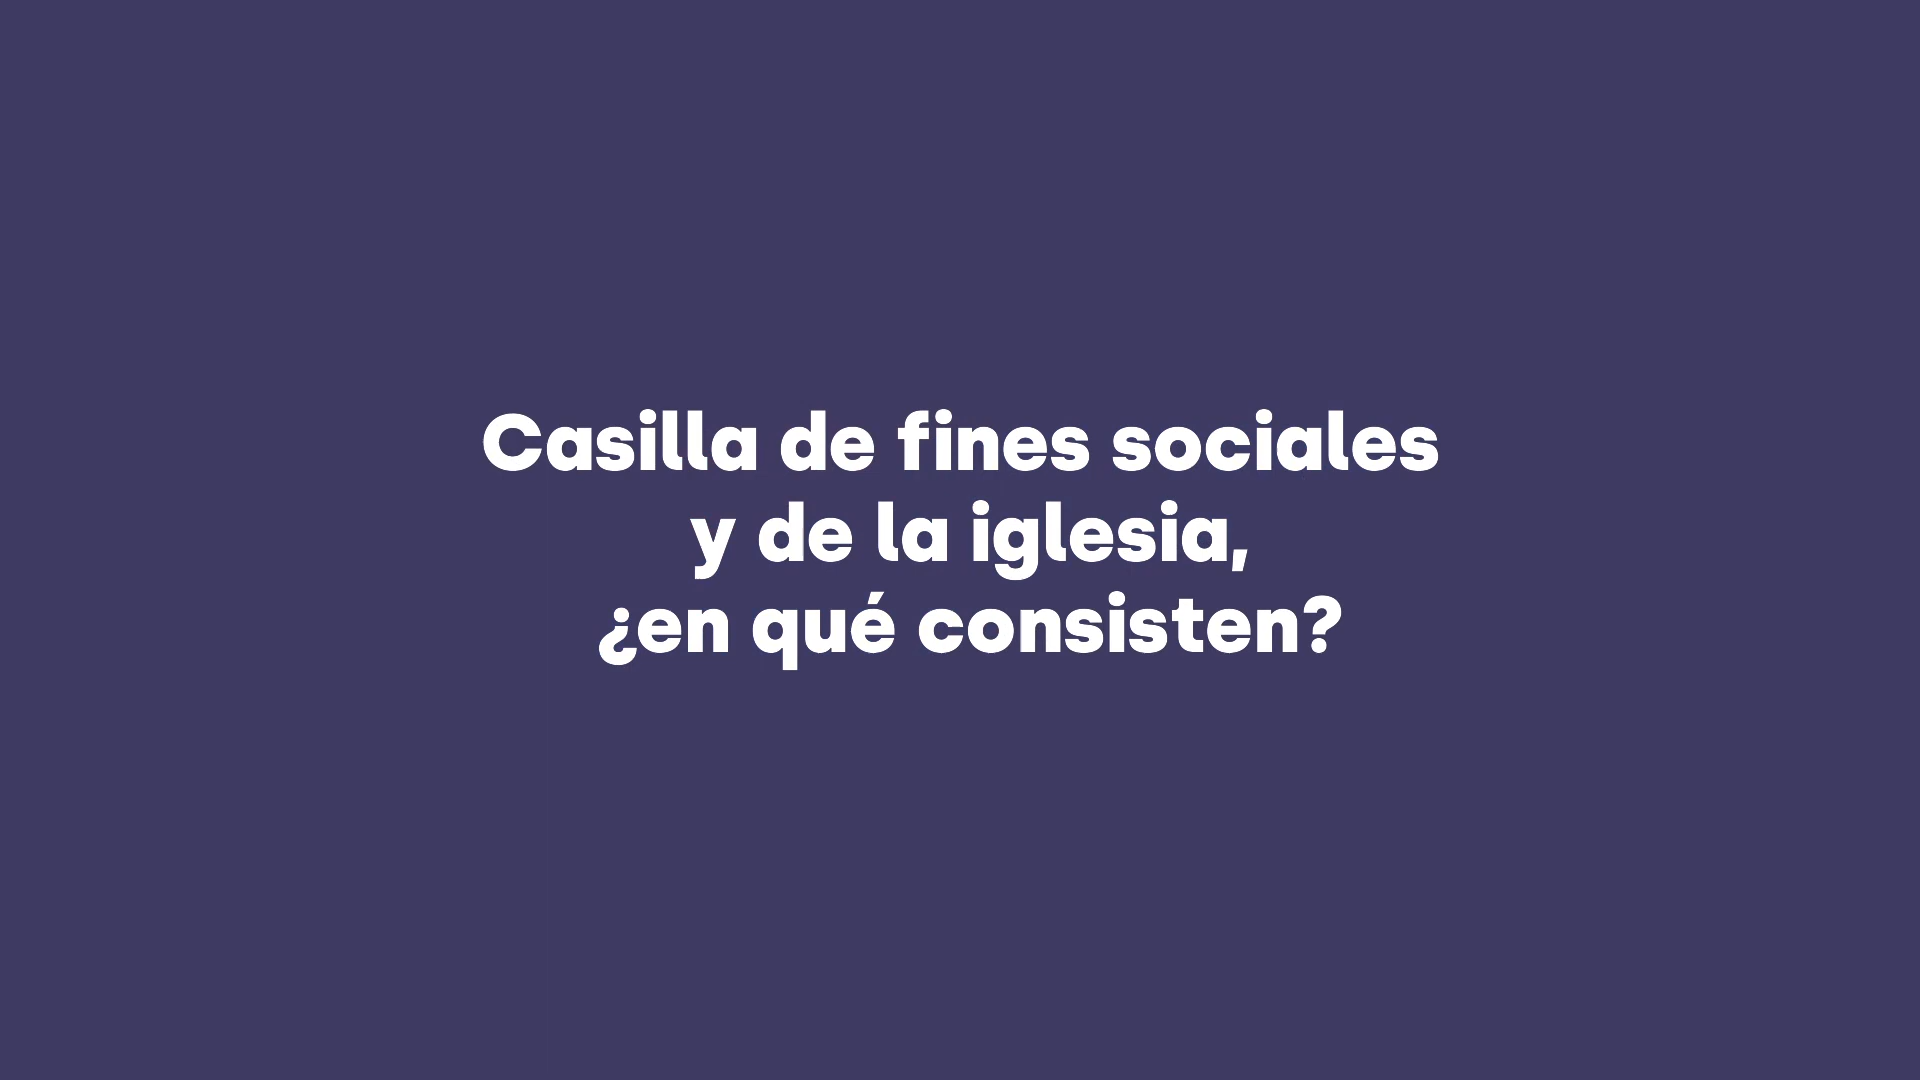 Casilla de fines sociales
y de la iglesia,
¿en qué consisten?